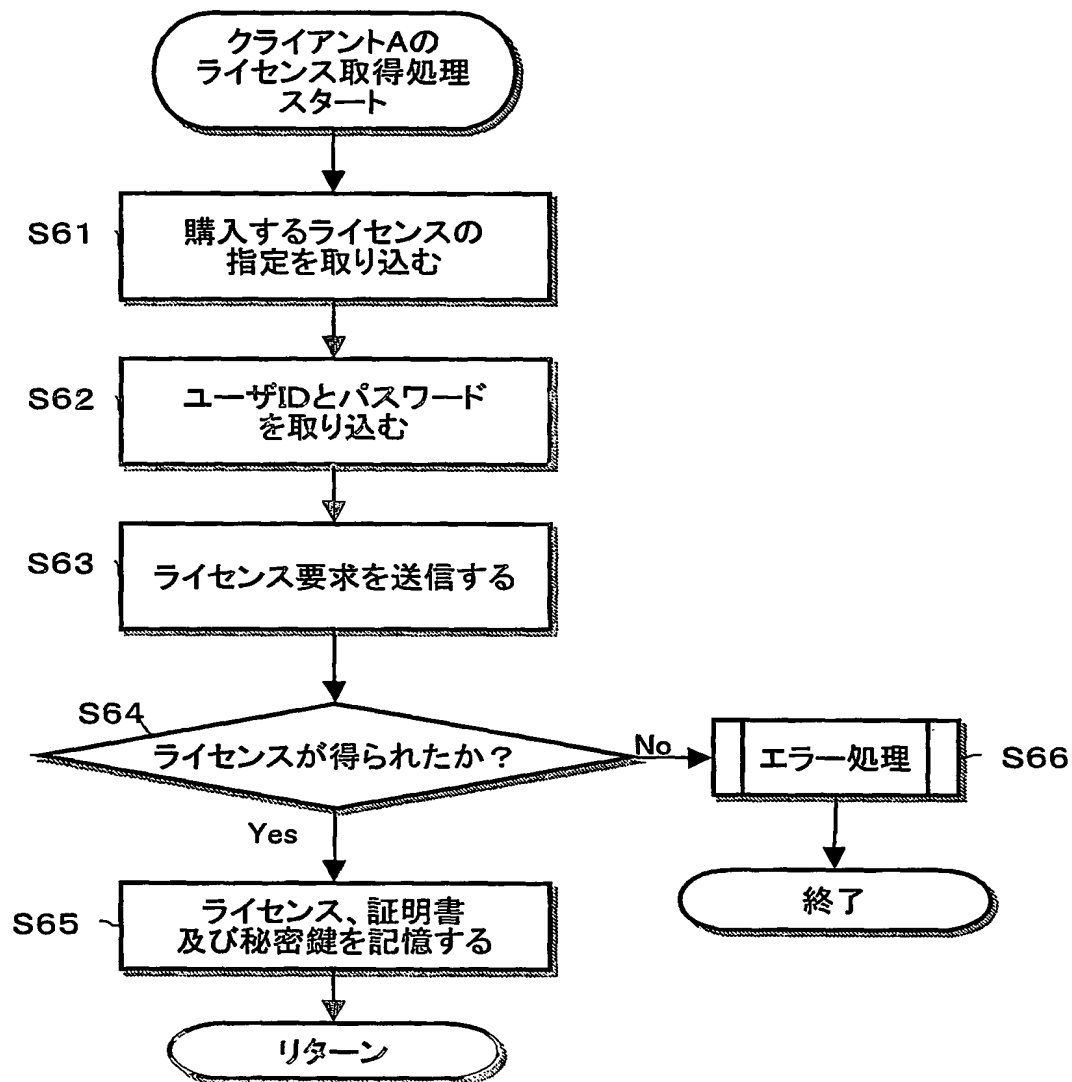 クライアントAの
ライセンス取得処理
スタート
S61
購入するライセンスの
指定を取り込む
S62
ユーザIDとパスワード
を取り込む
S63
ライセンス要求を送信する
S64
ライセンスが得られたか？
No
エラー処理
S66
Yes
終了
S65
ライセンス、証明書
及び秘密鍵を記憶する
リターン